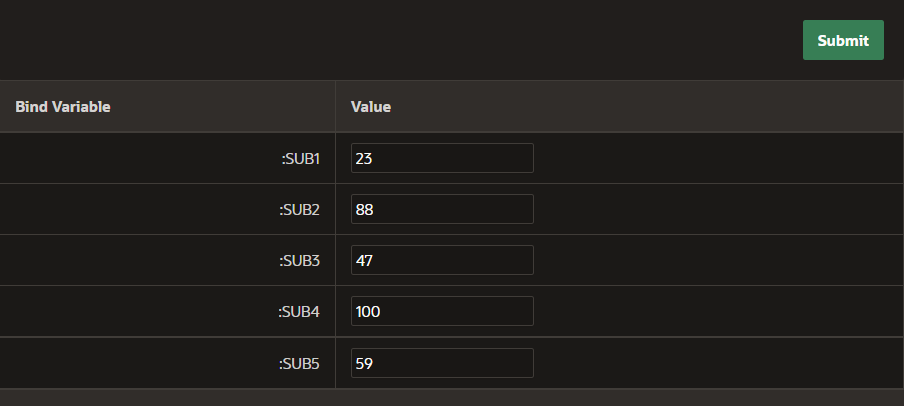 Submit
Bind Variable Value
:SUB1 23
:SUB2 88
:SUB3 47
:SUB4 100
:SUB5 59